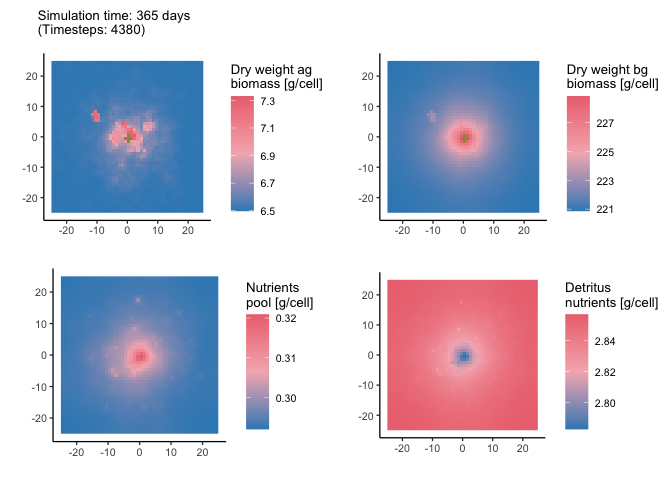 Simulation time: 365 days
(Timesteps: 4380)
Dry weight ag
biomass [g/cell]
20
10
0
-10
-20
-20 -10 0 10 20
7.3
7.1
6.9
6.7
6.5
Dry weight bg
biomass [g/cell]
20
10
0
-10
-20
-20 -10 0 10 20
227
225
223
221
Nutrients
pool [g/cell]
20
10
0
-10
-20
-20 -10 0 10 20
0.32
0.31
0.30
Detritus
nutrients [g/cell]
20
10
0
-10
-20
-20 -10 0 10 20
2.84
2.82
2.80